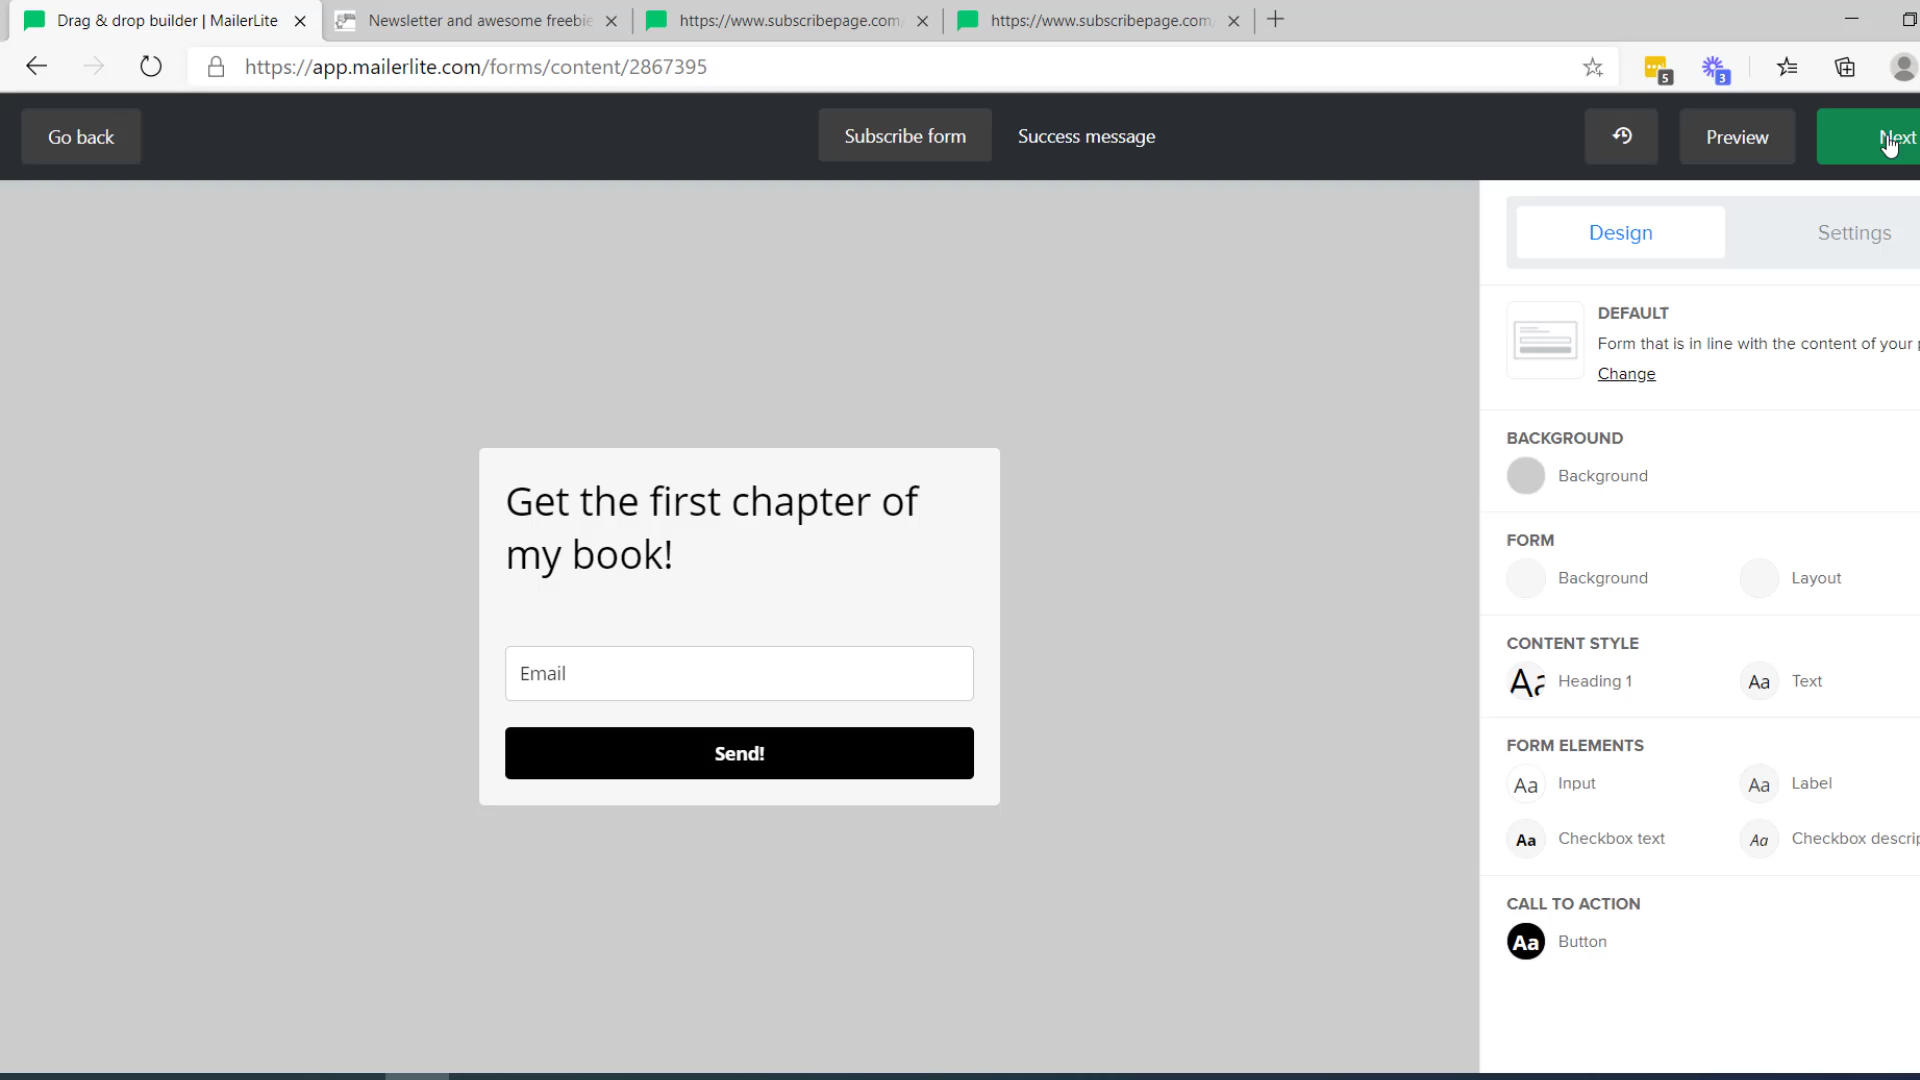 Drag & drop builder | MailerLite
Newsletter and awesome freebie
https://www.subscribepage.com/
https://www.subscribepage.com/
https://app.mailerlite.com/forms/content/2867395
5
3
Go back
Subscribe form
Success message
Preview
Next
Design
Settings
DEFAULT
Form that is in line with the content of your
Change
BACKGROUND
Background
FORM
Background
Layout
CONTENT STYLE
Aa Heading 1
Aa Text
FORM ELEMENTS
Aa Input
Aa Label
Aa Checkbox text
Aa Checkbox descrip
CALL TO ACTION
Aa Button
Get the first chapter of
my book!
Email
Send!